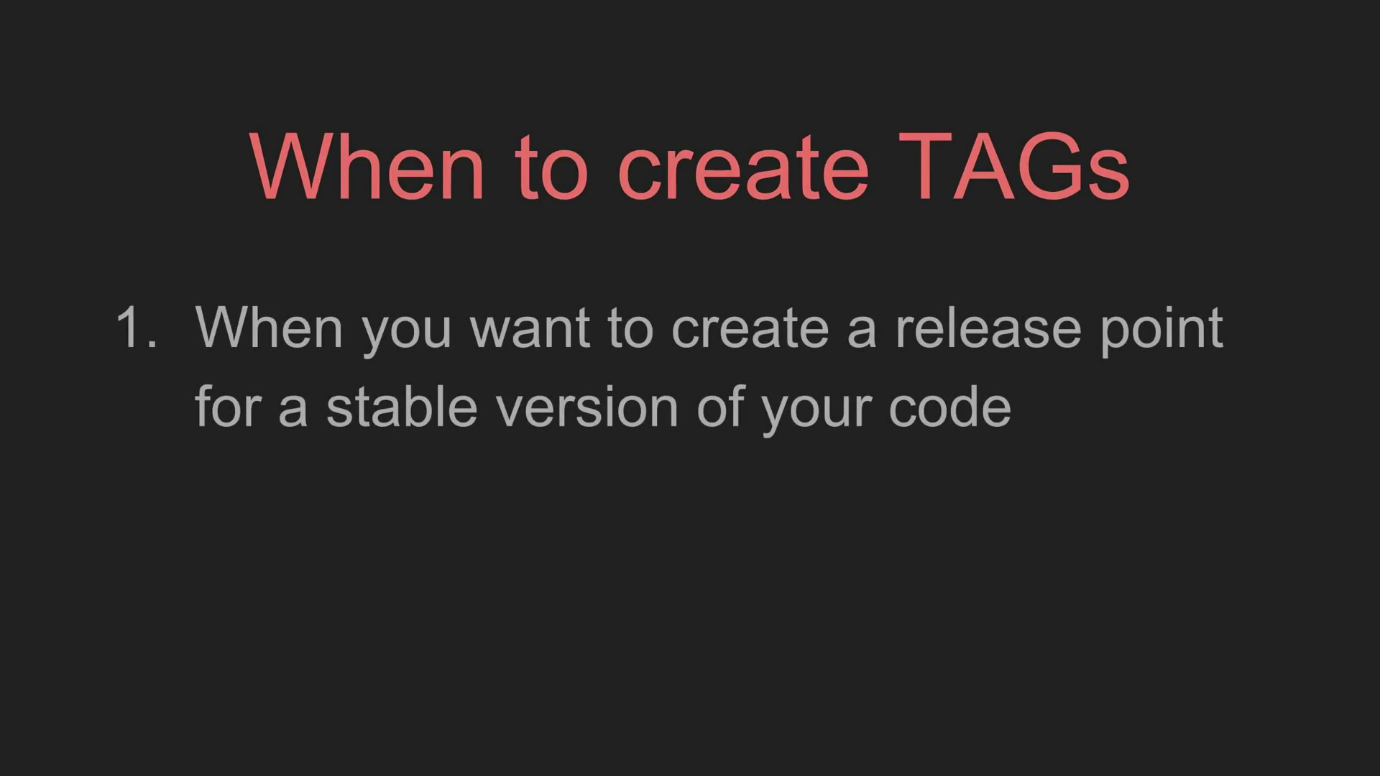 When to create TAGs
1. When you want to create a release point
for a stable version of your code